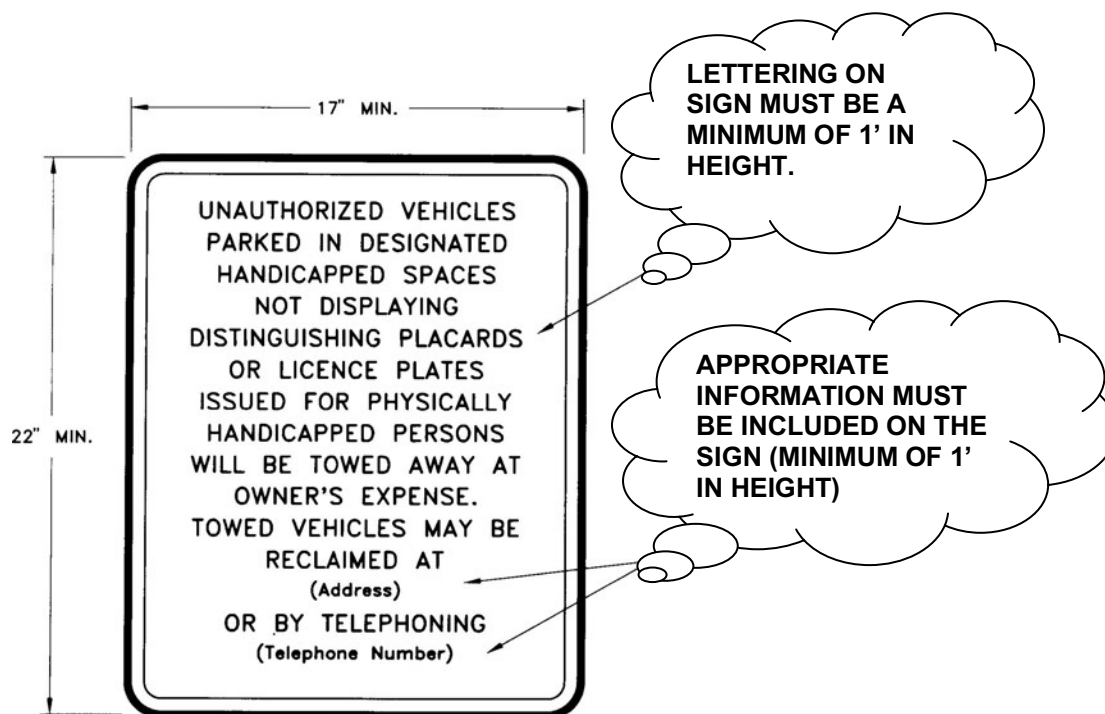 17" MIN.
22" MIN.
UNAUTHORIZED VEHICLES
PARKED IN DESIGNATED
HANDICAPPED SPACES
NOT DISPLAYING
DISTINGUISHING PLACARDS
OR LICENCE PLATES
ISSUED FOR PHYSICALLY
HANDICAPPED PERSONS
WILL BE TOWED AWAY AT
OWNER'S EXPENSE.
TOWED VEHICLES MAY BE
RECLAIMED AT
(Address)
OR BY TELEPHONING
(Telephone Number)
LETTERING ON
SIGN MUST BE A
MINIMUM OF 1’ IN
HEIGHT.
APPROPRIATE
INFORMATION MUST
BE INCLUDED ON THE
SIGN (MINIMUM OF 1’
IN HEIGHT)